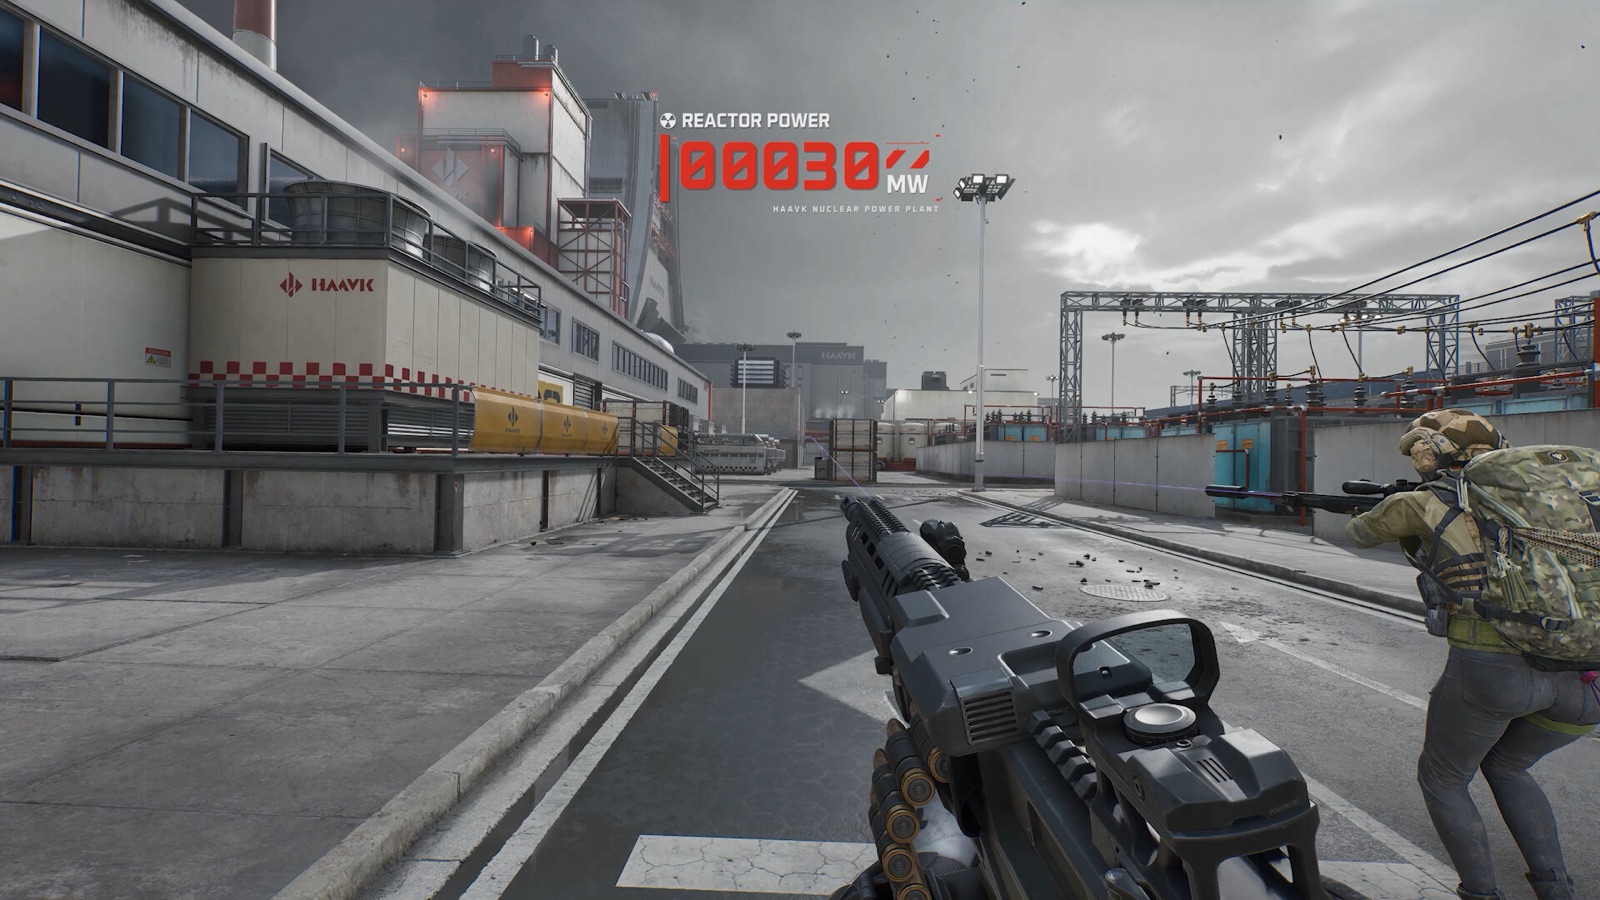 REACTOR POWER
00030
MW
HAAVK NUCLEAR POWER PLANT
HAAVK
HAAVK